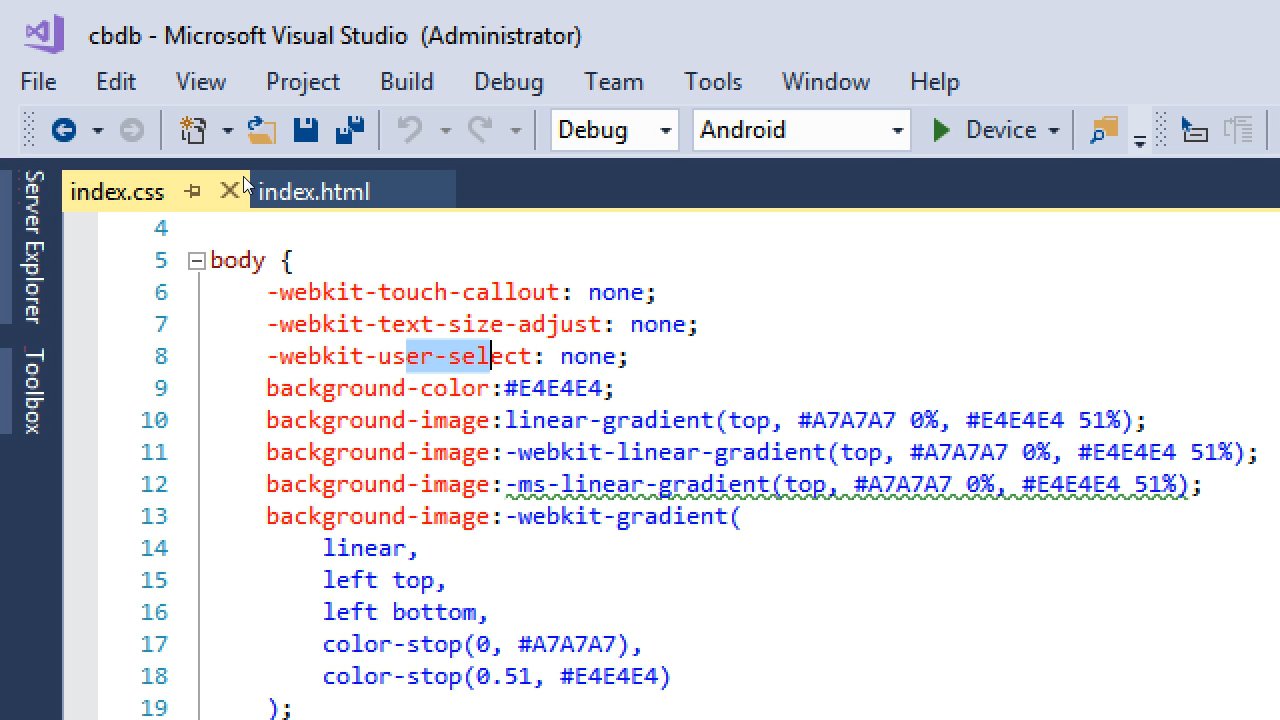 cbdb - Microsoft Visual Studio (Administrator)
File Edit View Project Build Debug Team Tools Window Help
Debug Android Device
Server Explorer
Toolbox
index.css index.html
4
5 body {
6 -webkit-touch-callout: none;
7 -webkit-text-size-adjust: none;
8 -webkit-user-select: none;
9 background-color:#E4E4E4;
10 background-image:linear-gradient(top, #A7A7A7 0%, #E4E4E4 51%);
11 background-image:-webkit-linear-gradient(top, #A7A7A7 0%, #E4E4E4 51%);
12 background-image:-ms-linear-gradient(top, #A7A7A7 0%, #E4E4E4 51%);
13 background-image:-webkit-gradient(
14 linear,
15 left top,
16 left bottom,
17 color-stop(0, #A7A7A7),
18 color-stop(0.51, #E4E4E4)
19 );